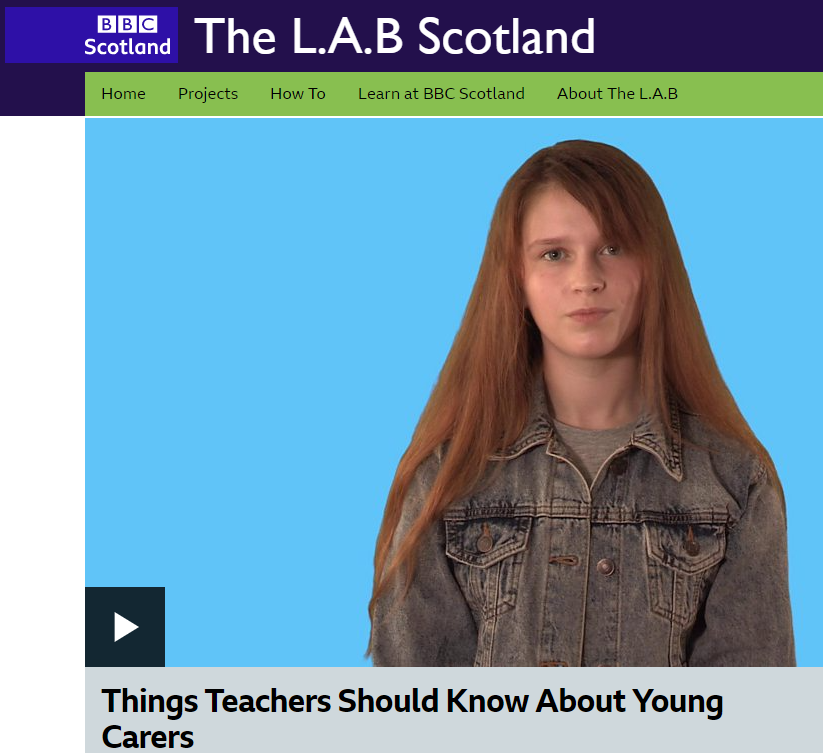 BBC
Scotland
The L.A.B Scotland
Home Projects How To Learn at BBC Scotland About The L.A.B
Things Teachers Should Know About Young
Carers